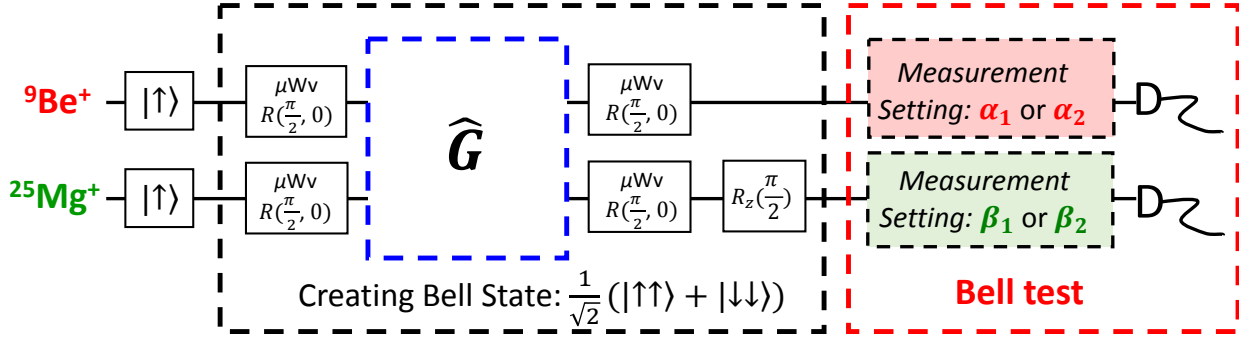 ⁹Be⁺
|↑⟩
μWv
R(π/2, 0)
Ĝ
μWv
R(π/2, 0)
Measurement
Setting: α₁ or α₂
²⁵Mg⁺
|↑⟩
μWv
R(π/2, 0)
μWv
R(π/2, 0)
R_z(π/2)
Measurement
Setting: β₁ or β₂
Creating Bell State: 1/√2 (|↑↑⟩ + |↓↓⟩)
Bell test